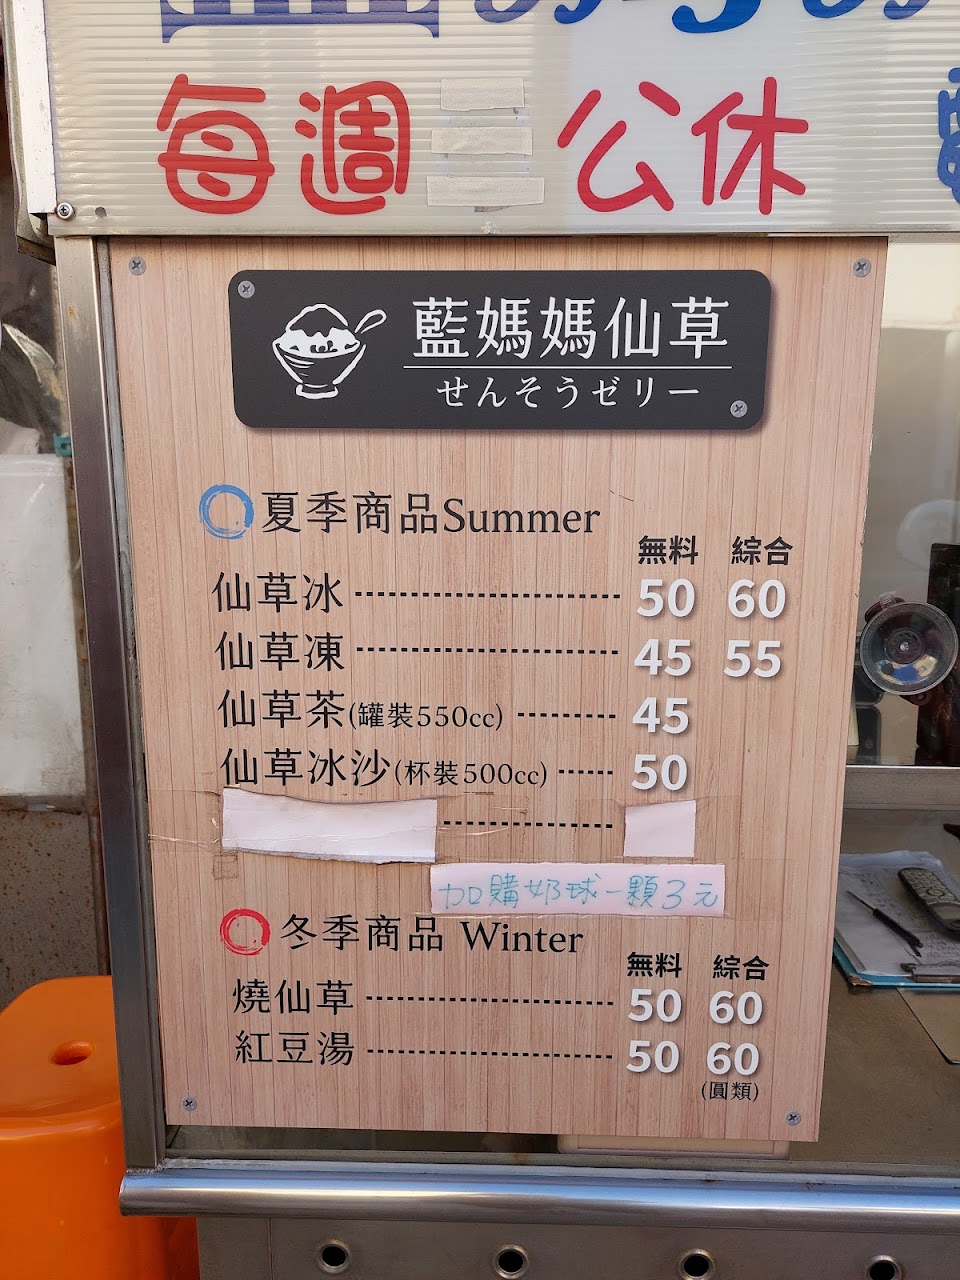 每週 公休
藍媽媽仙草
せんそうゼリー
夏季商品Summer
無料 綜合
仙草冰 50 60
仙草凍 45 55
仙草茶(罐裝550cc) 45
仙草冰沙(杯裝500cc) 50
加購奶球一顆3元
冬季商品 Winter
無料 綜合
燒仙草 50 60
紅豆湯 50 60
(圓類)